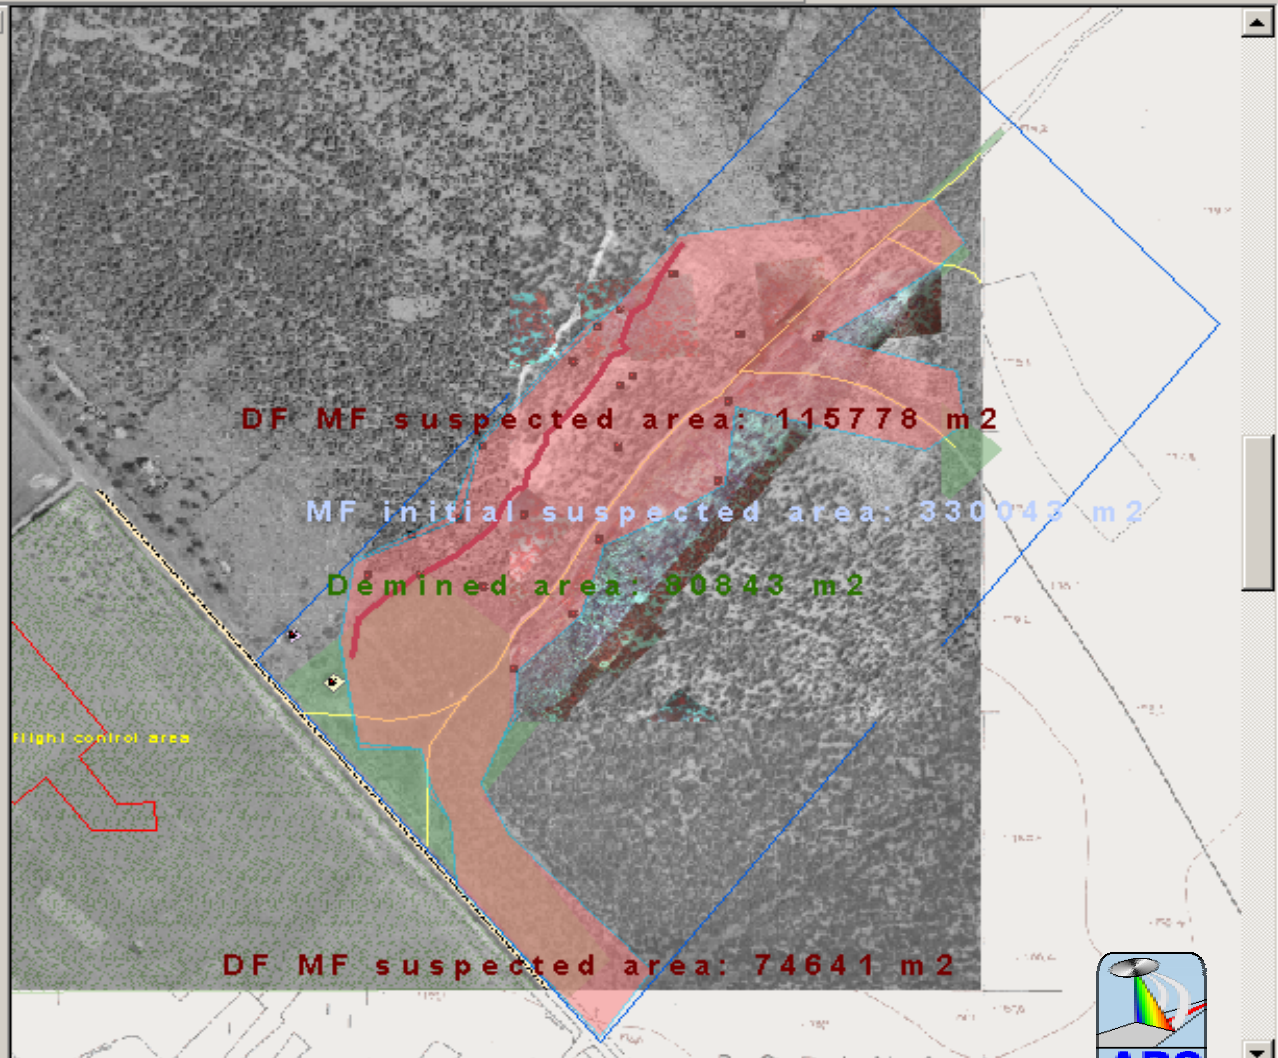 DF MF suspected area: 115778 m2
MF initial suspected area: 330043 m2
Demined area: 80843 m2
Flight control area
DF MF suspected area: 74641 m2